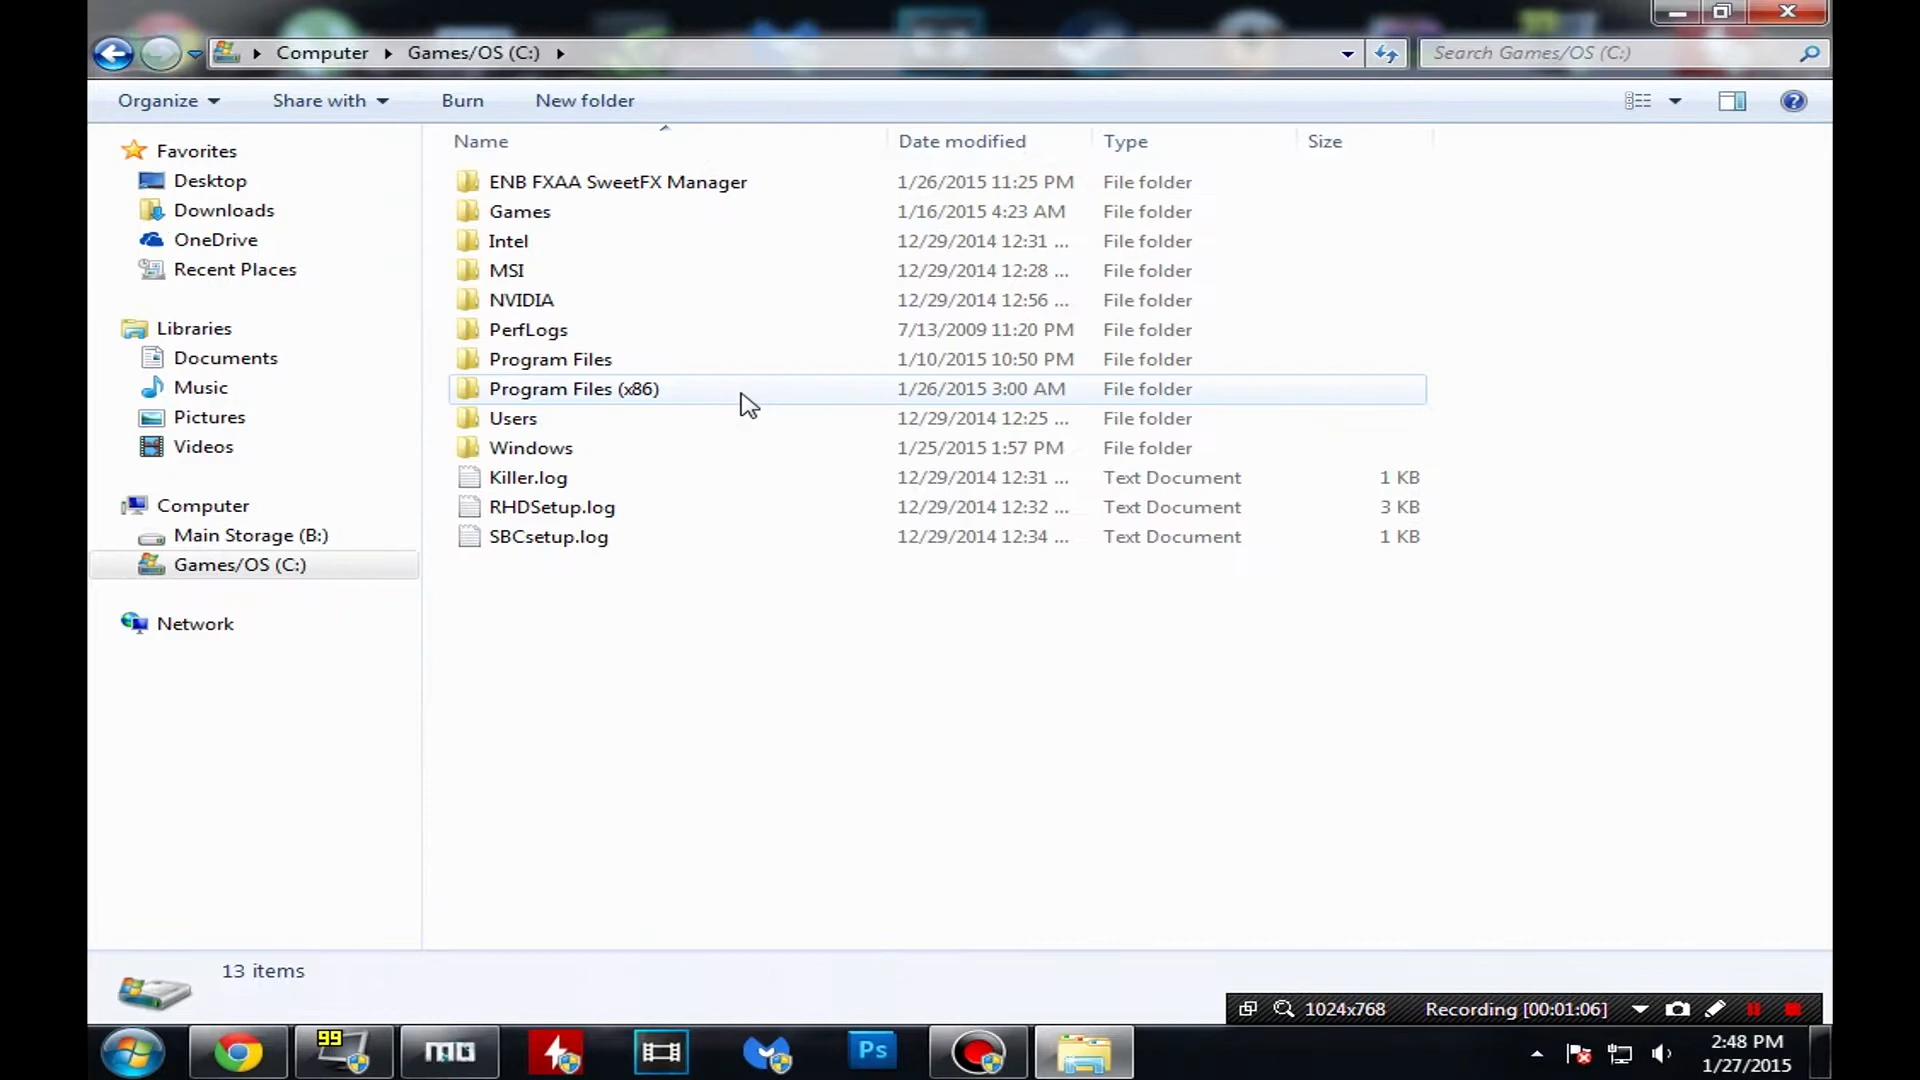 Computer Games/OS (C:) Search Games/OS (C:)
Organize Share with Burn New folder
Name Date modified Type Size
Favorites
Desktop
Downloads
OneDrive
Recent Places
Libraries
Documents
Music
Pictures
Videos
Computer
Main Storage (B:)
Games/OS (C:)
Network
ENB FXAA SweetFX Manager 1/26/2015 11:25 PM File folder
Games 1/16/2015 4:23 AM File folder
Intel 12/29/2014 12:31 ... File folder
MSI 12/29/2014 12:28 ... File folder
NVIDIA 12/29/2014 12:56 ... File folder
PerfLogs 7/13/2009 11:20 PM File folder
Program Files 1/10/2015 10:50 PM File folder
Program Files (x86) 1/26/2015 3:00 AM File folder
Users 12/29/2014 12:25 ... File folder
Windows 1/25/2015 1:57 PM File folder
Killer.log 12/29/2014 12:31 ... Text Document 1 KB
RHDSetup.log 12/29/2014 12:32 ... Text Document 3 KB
SBCsetup.log 12/29/2014 12:34 ... Text Document 1 KB
13 items
1024x768 Recording [00:01:06]
99 Ps 2:48 PM
1/27/2015